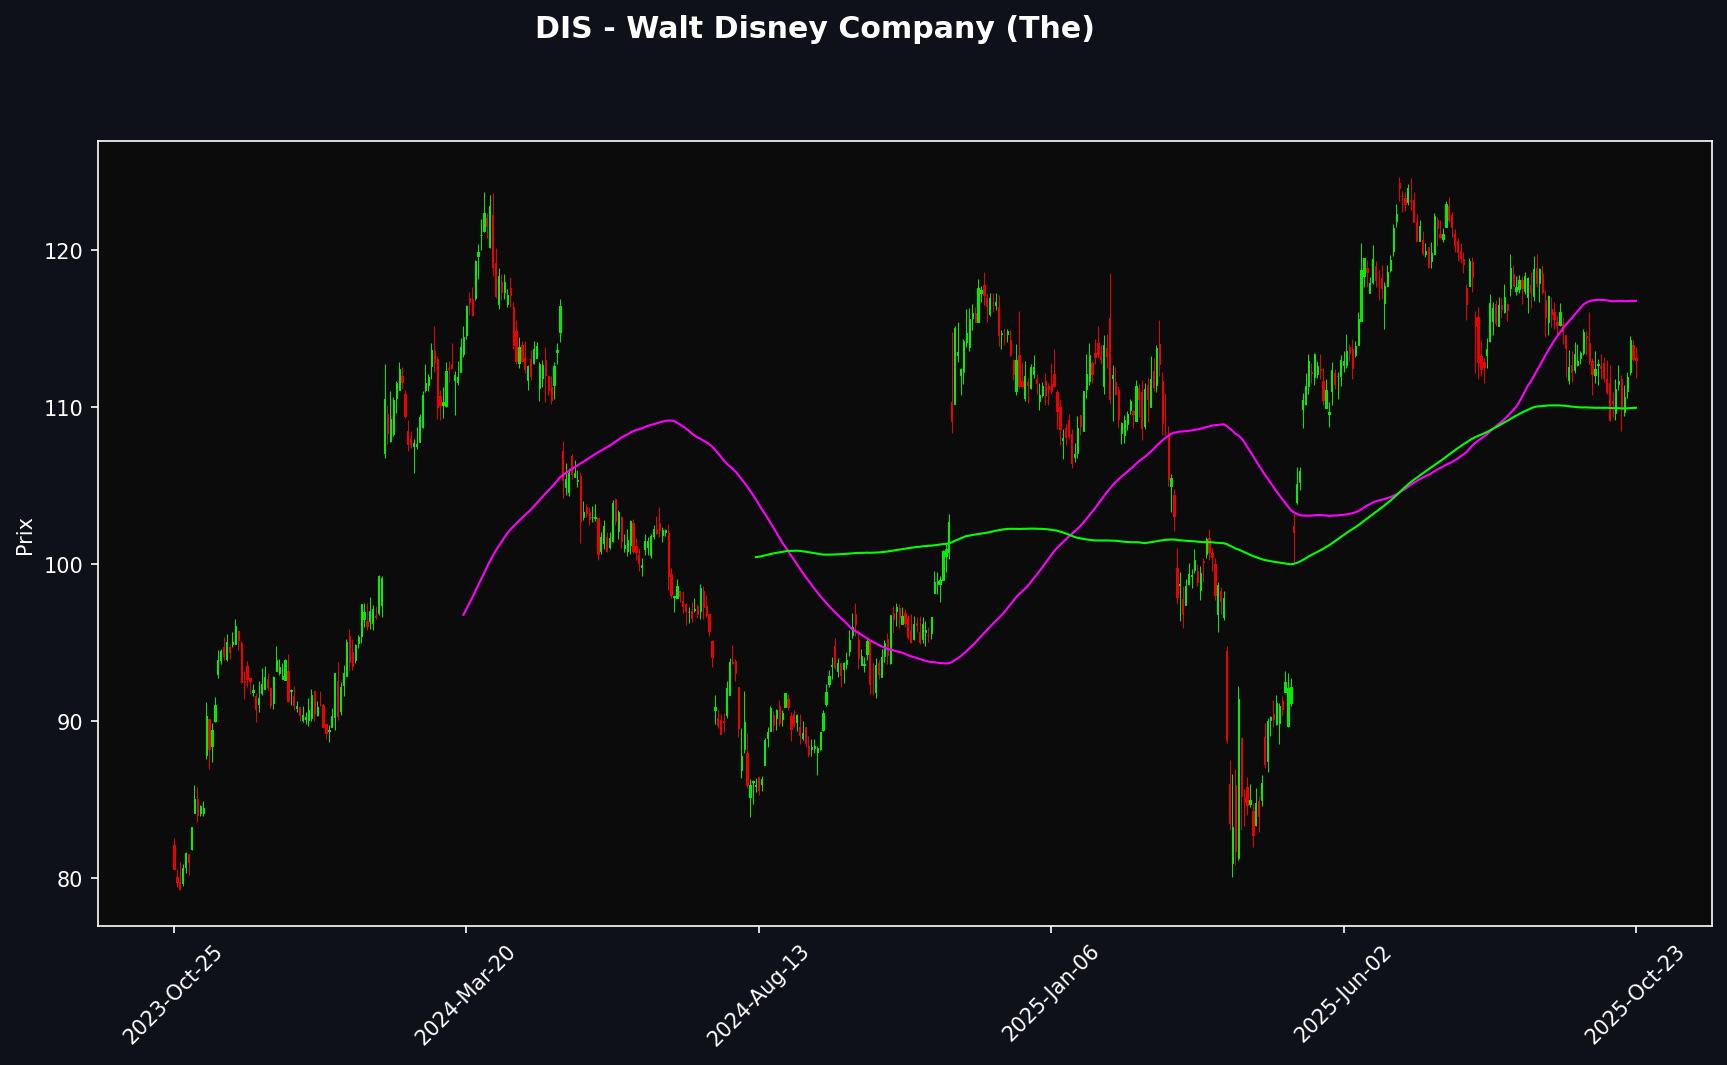 DIS - Walt Disney Company (The)
Prix
120
110
100
90
80
2023-Oct-25
2024-Mar-20
2024-Aug-13
2025-Jan-06
2025-Jun-02
2025-Oct-23